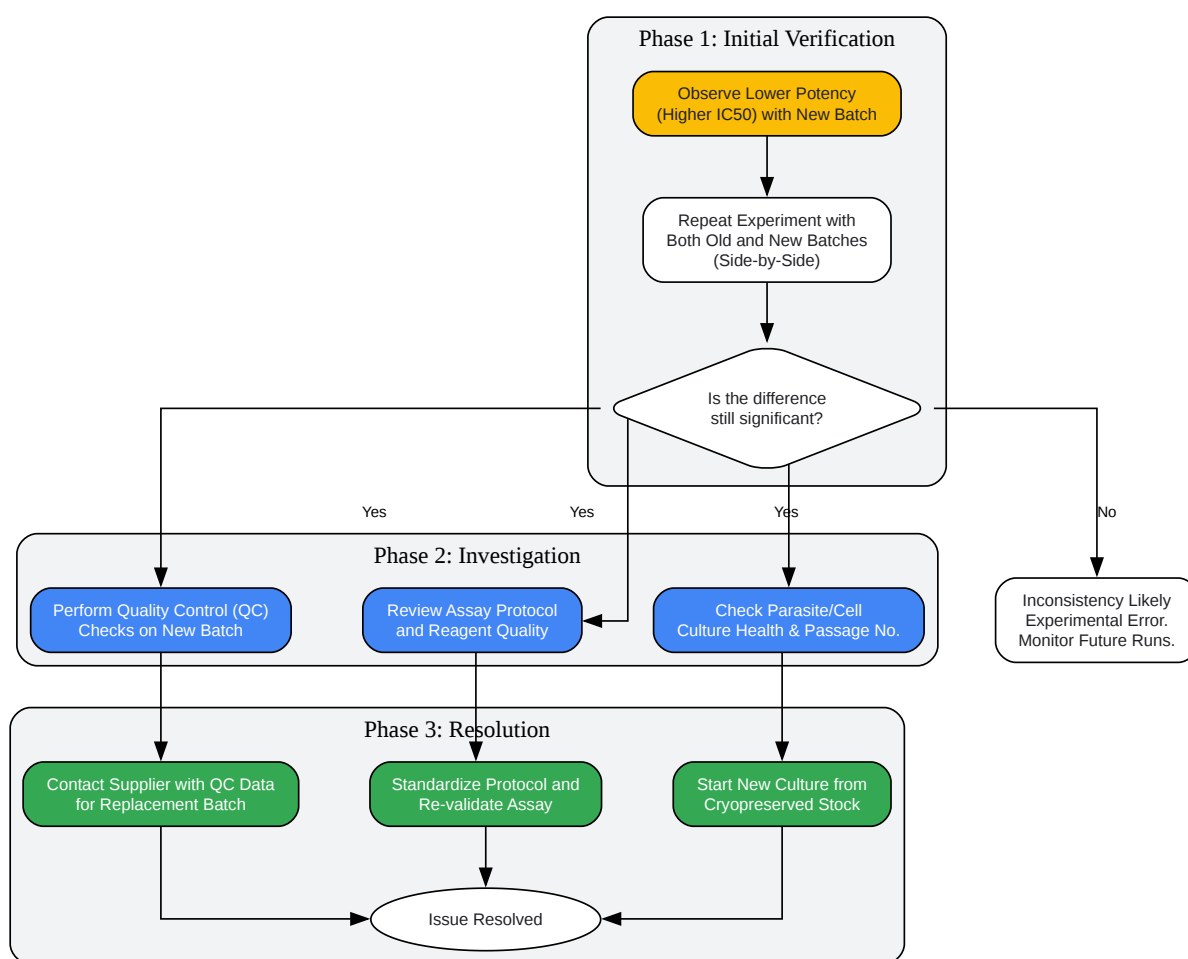 Phase 1: Initial Verification
Observe Lower Potency
(Higher IC50) with New Batch
Repeat Experiment with
Both Old and New Batches
(Side-by-Side)
Is the difference
still significant?
Yes
Yes
Yes
No
Phase 2: Investigation
Perform Quality Control (QC)
Checks on New Batch
Review Assay Protocol
and Reagent Quality
Check Parasite/Cell
Culture Health & Passage No.
Inconsistency Likely
Experimental Error.
Monitor Future Runs.
Phase 3: Resolution
Contact Supplier with QC Data
for Replacement Batch
Standardize Protocol and
Re-validate Assay
Start New Culture from
Cryopreserved Stock
Issue Resolved